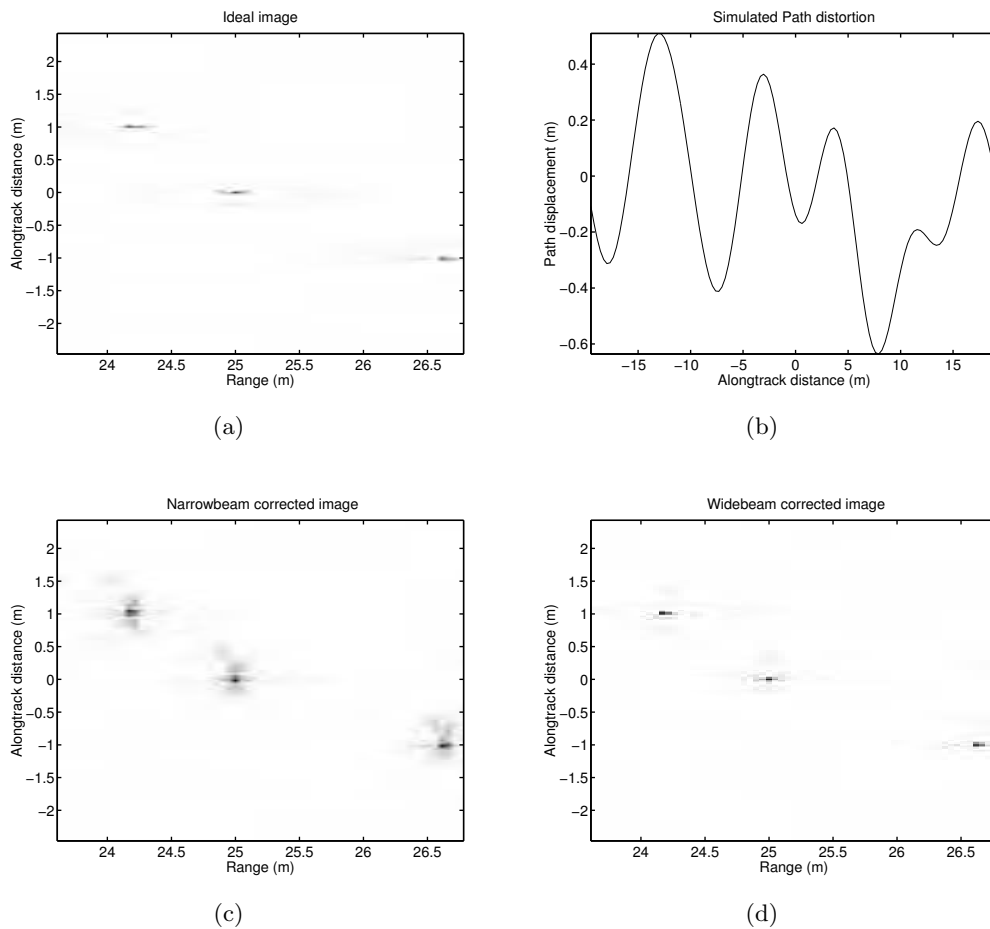 Ideal image
Alongtrack distance (m)
2
1.5
1
0.5
0
−0.5
−1
−1.5
−2
24 24.5 25 25.5 26 26.5
Range (m)
(a)
Simulated Path distortion
Path displacement (m)
0.4
0.2
0
−0.2
−0.4
−0.6
−15 −10 −5 0 5 10 15
Alongtrack distance (m)
(b)
Narrowbeam corrected image
Alongtrack distance (m)
2
1.5
1
0.5
0
−0.5
−1
−1.5
−2
24 24.5 25 25.5 26 26.5
Range (m)
(c)
Widebeam corrected image
Alongtrack distance (m)
2
1.5
1
0.5
0
−0.5
−1
−1.5
−2
24 24.5 25 25.5 26 26.5
Range (m)
(d)